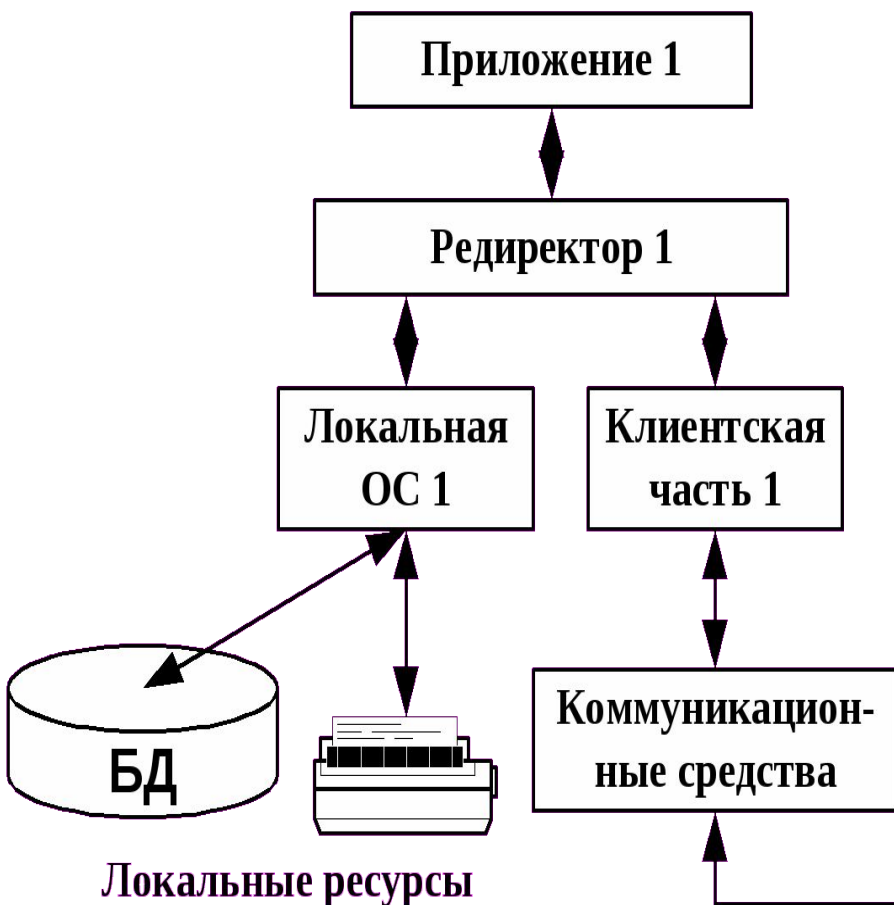 Приложение 1
Редиректор 1
Локальная
ОС 1
Клиентская
часть 1
БД
Коммуникацион-
ные средства
Локальные ресурсы